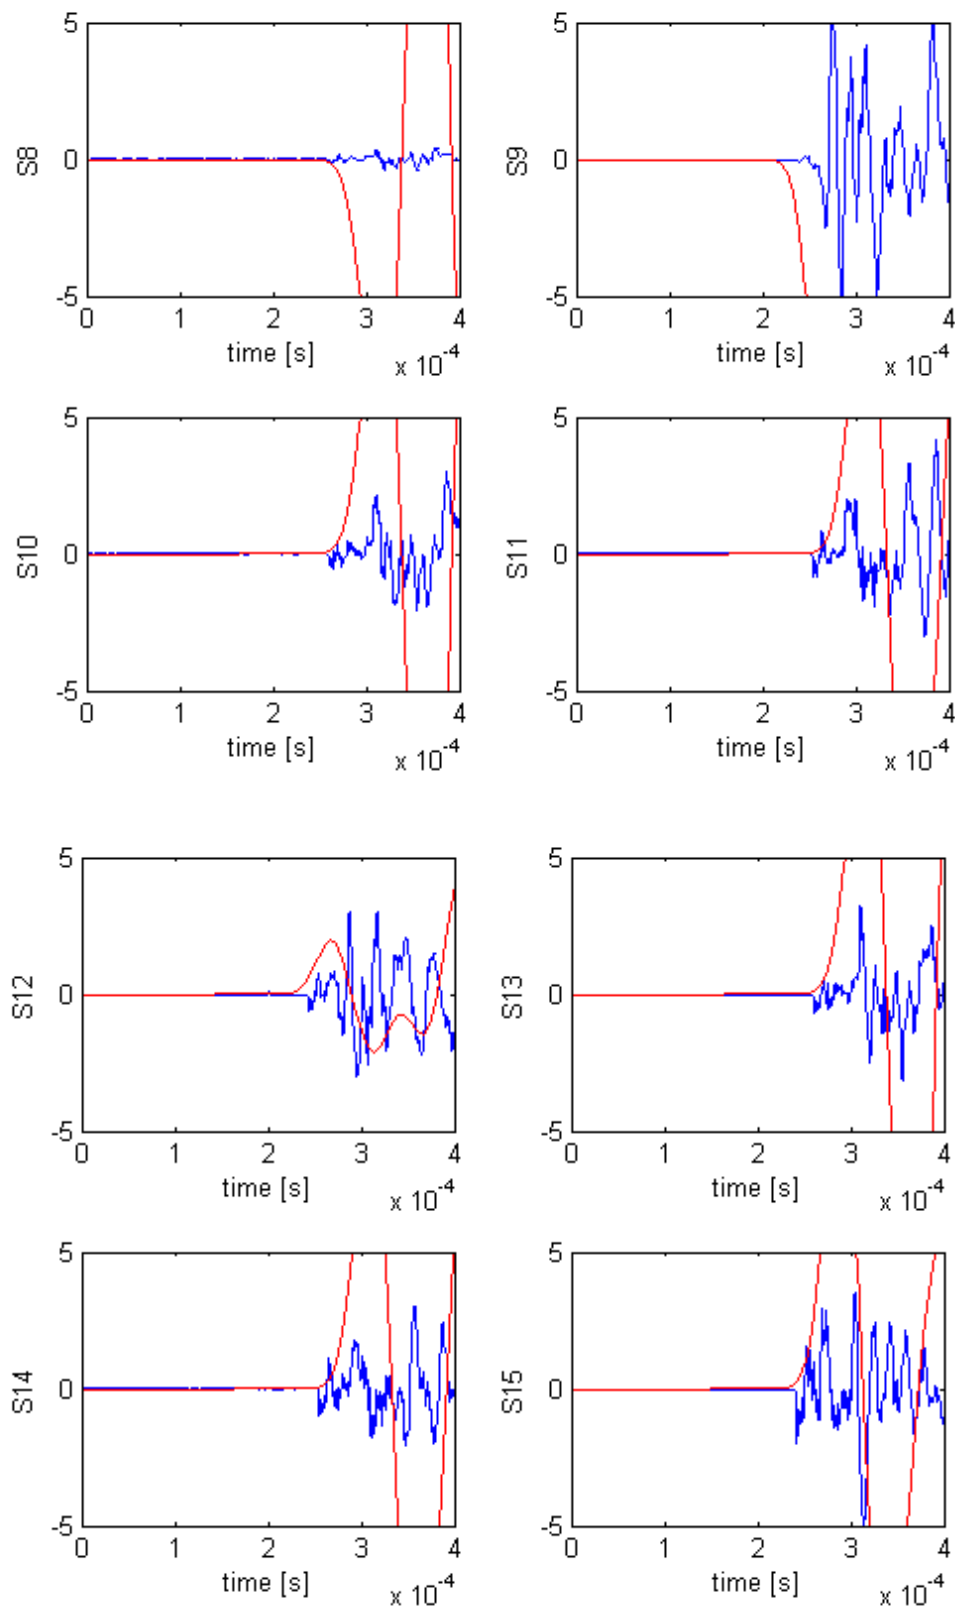 5 5
S8 0 S9 0
-5 -5
0 1 2 3 4 0 1 2 3 4
time [s] time [s]
x 10^-4 x 10^-4
5 5
S10 0 S11 0
-5 -5
0 1 2 3 4 0 1 2 3 4
time [s] time [s]
x 10^-4 x 10^-4
5 5
S12 0 S13 0
-5 -5
0 1 2 3 4 0 1 2 3 4
time [s] time [s]
x 10^-4 x 10^-4
5 5
S14 0 S15 0
-5 -5
0 1 2 3 4 0 1 2 3 4
time [s] time [s]
x 10^-4 x 10^-4